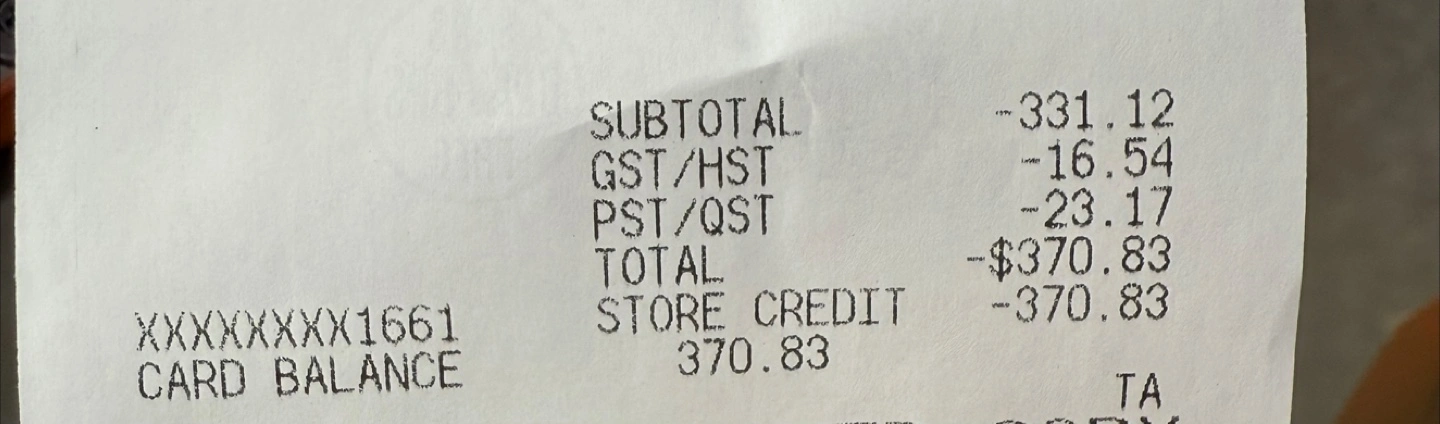 SUBTOTAL -331.12
GST/HST -16.54
PST/QST -23.17
TOTAL -$370.83
STORE CREDIT -370.83
XXXXXXXX1661
370.83
CARD BALANCE
TA